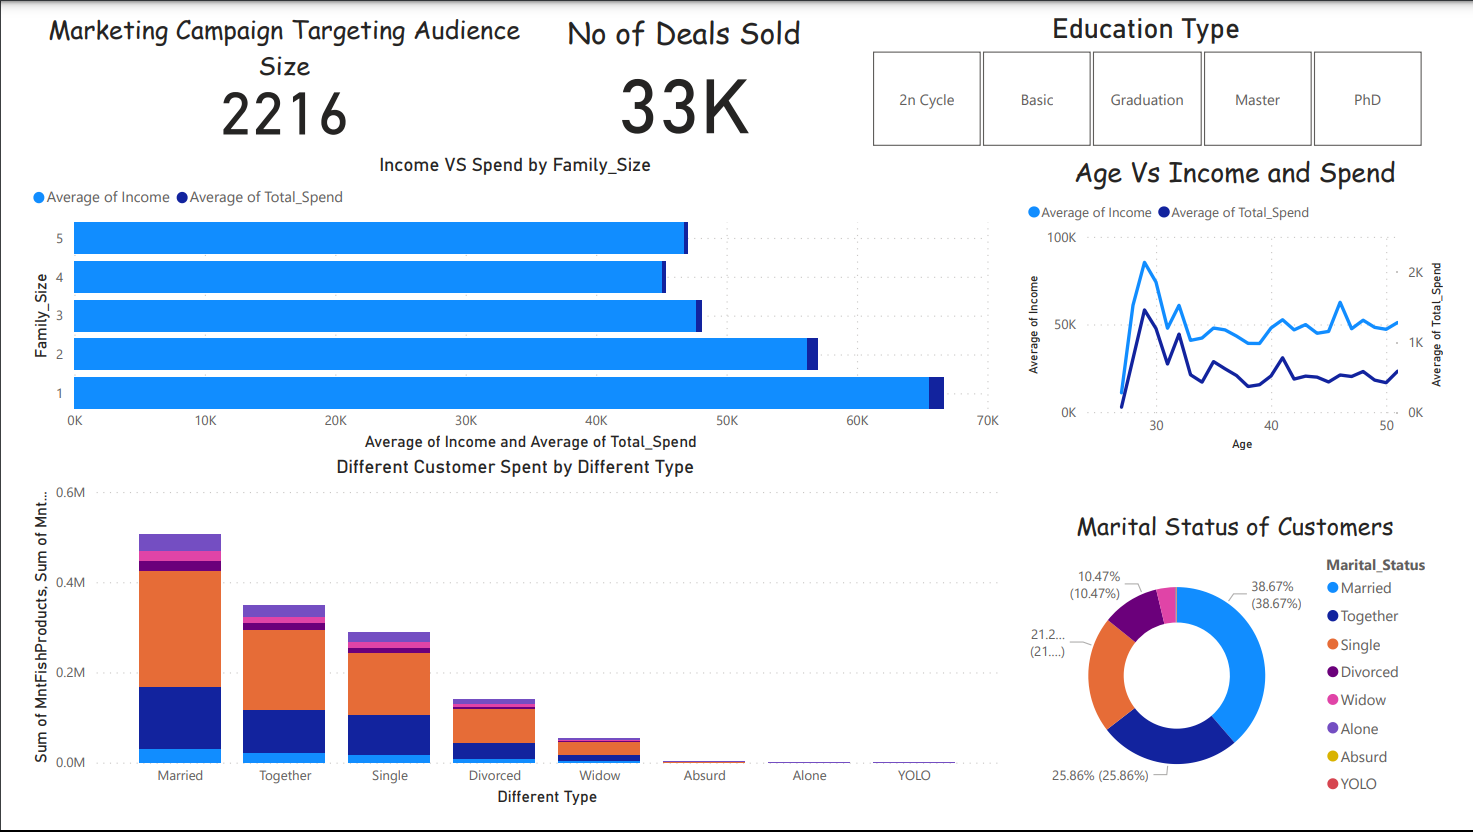 Marketing Campaign Targeting Audience
Size
2216
No of Deals Sold
33K
Education Type
2n Cycle
Basic
Graduation
Master
PhD
Income VS Spend by Family_Size
Average of Income
Average of Total_Spend
Family_Size
5
4
3
2
1
0K
10K
20K
30K
40K
50K
60K
70K
Average of Income and Average of Total_Spend
Age Vs Income and Spend
Average of Income
Average of Total_Spend
Average of Income
100K
50K
0K
2K
1K
0K
Average of Total_Spend
30
40
50
Age
Different Customer Spent by Different Type
Sum of MntFishProducts, Sum of Mnt...
0.6M
0.4M
0.2M
0.0M
Married
Together
Single
Divorced
Widow
Absurd
Alone
YOLO
Different Type
Marital Status of Customers
10.47%
(10.47%)
38.67%
(38.67%)
21.2...
(21....)
25.86% (25.86%)
Marital_Status
Married
Together
Single
Divorced
Widow
Alone
Absurd
YOLO